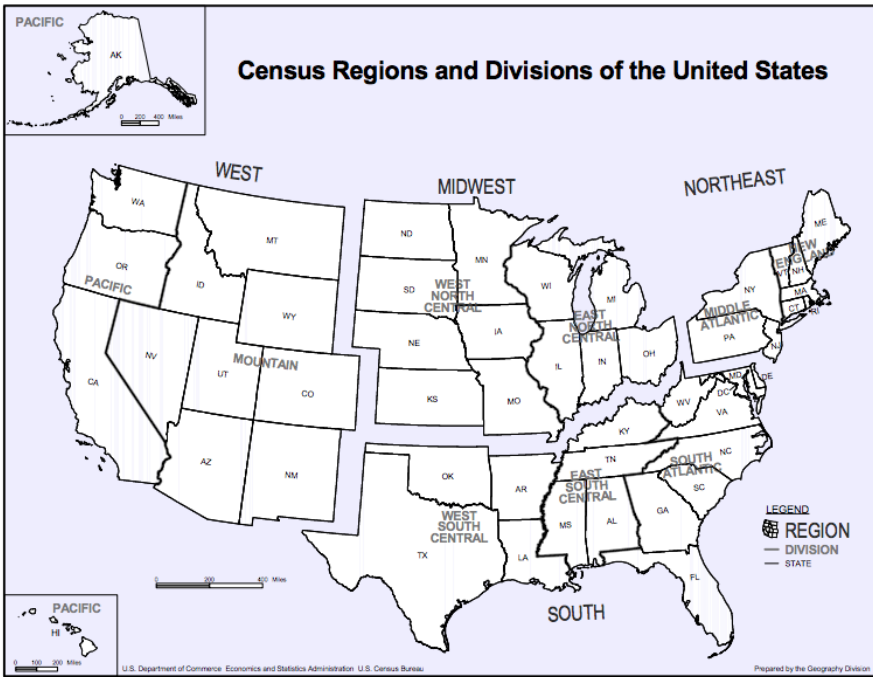 PACIFIC
AK
0 200 400 Miles
Census Regions and Divisions of the United States
WEST
MIDWEST
NORTHEAST
WA
MT
ND
MN
ME
OR
ID
SD
WI
MI
NY
VT
NH
NEW
ENGLAND
MA
CT
RI
PACIFIC
WY
WEST
NORTH
CENTRAL
EAST
NORTH
CENTRAL
MIDDLE
ATLANTIC
PA
NJ
IA
NE
NV
UT
MOUNTAIN
CO
CA
KS
MO
IL
IN
OH
MD
DE
DC
WV
VA
KY
AZ
NM
OK
AR
TN
NC
SOUTH
ATLANTIC
SC
EAST
SOUTH
CENTRAL
MS
AL
GA
WEST
SOUTH
CENTRAL
TX
LA
FL
SOUTH
LEGEND
REGION
DIVISION
STATE
0 200 400 Miles
PACIFIC
HI
0 100 200 Miles
U.S. Department of Commerce Economics and Statistics Administration U.S. Census Bureau
Prepared by the Geography Division